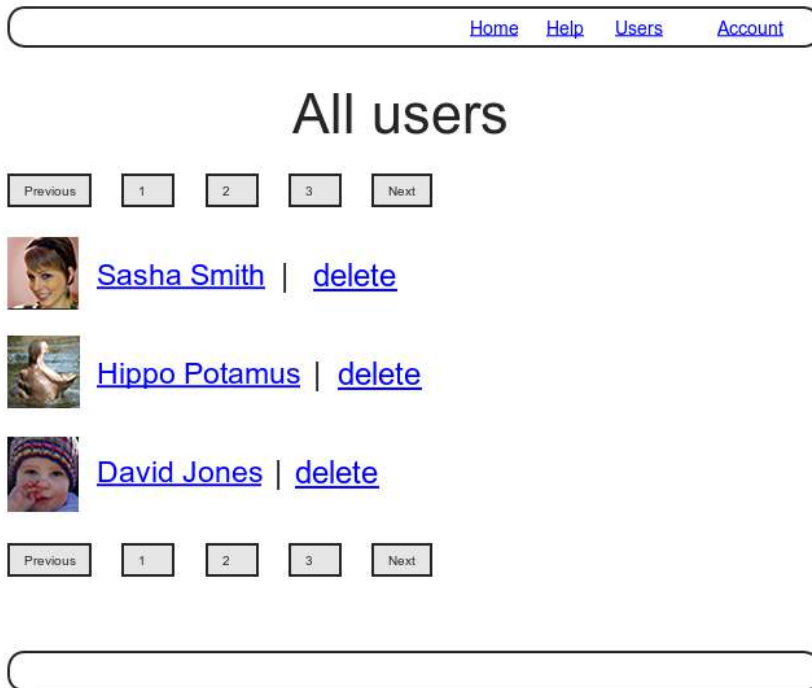 Home Help Users Account
All users
Previous 1 2 3 Next
Sasha Smith | delete
Hippo Potamus | delete
David Jones | delete
Previous 1 2 3 Next